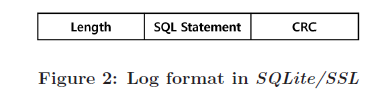 Length SQL Statement CRC
Figure 2: Log format in SQLite/SSL